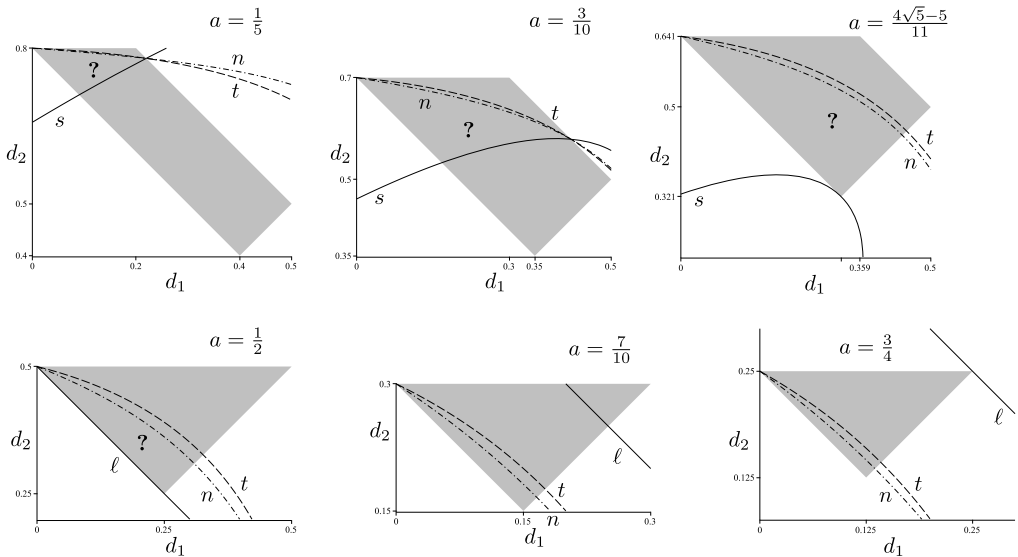 a = 1/5
0.8
?
n
t
s
d₂
0.5
0.4
0
0.2
0.4
0.5
d₁
a = 3/10
0.7
n
t
?
d₂
0.5
s
0.35
0
0.3
0.35
0.5
d₁
a = (4√5−5)/11
0.641
0.5
?
t
d₂
n
0.321
s
0
0.359
0.5
d₁
a = 1/2
0.5
d₂
?
ℓ
t
n
0.25
0
0.25
0.5
d₁
a = 7/10
0.3
d₂
ℓ
t
n
0.15
0
0.15
0.3
d₁
a = 3/4
0.25
ℓ
d₂
0.125
t
n
0
0.125
0.25
d₁